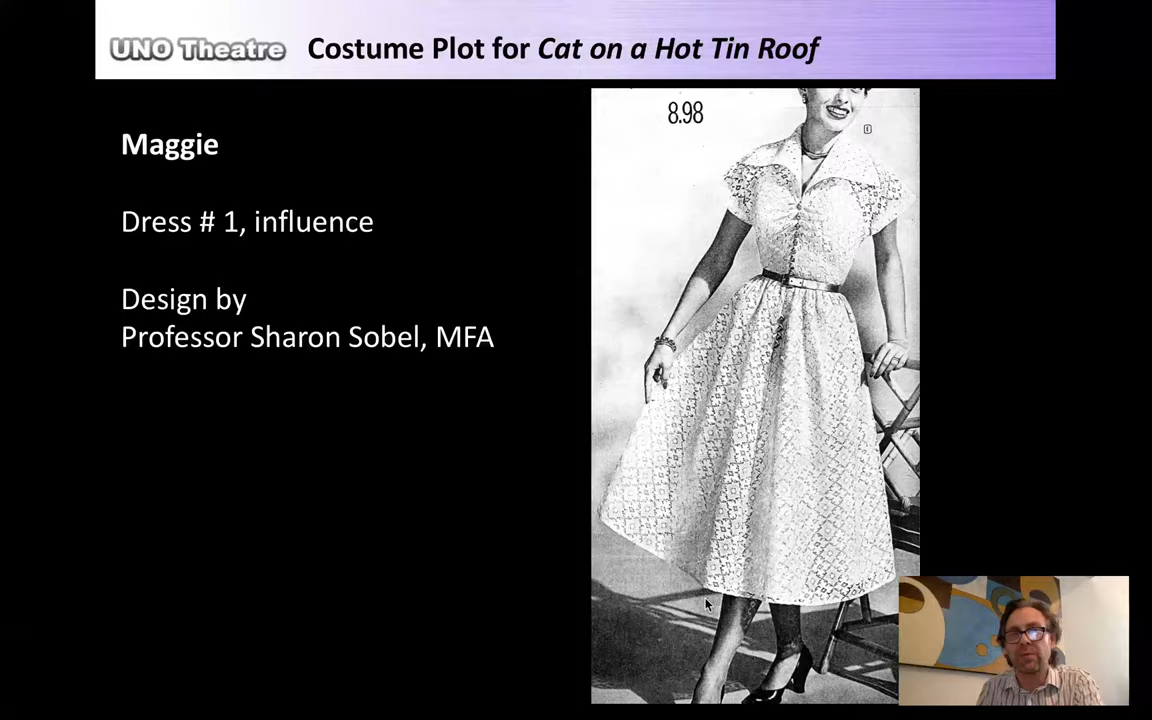 UNO Theatre Costume Plot for Cat on a Hot Tin Roof
8.98
Maggie
Dress # 1, influence
Design by
Professor Sharon Sobel, MFA